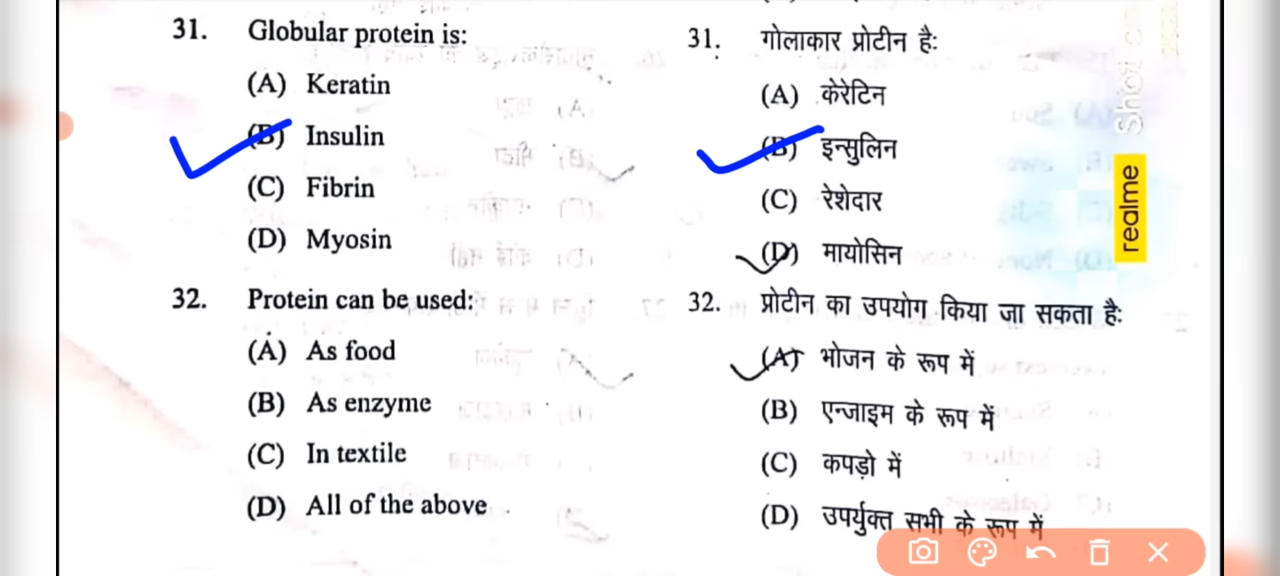 31. Globular protein is:
(A) Keratin
(B) Insulin
(C) Fibrin
(D) Myosin
32. Protein can be used:
(A) As food
(B) As enzyme
(C) In textile
(D) All of the above
31. गोलाकार प्रोटीन है:
(A) केरेटिन
(B) इन्सुलिन
(C) रेशेदार
(D) मायोसिन
32. प्रोटीन का उपयोग किया जा सकता है:
(A) भोजन के रूप में
(B) एन्जाइम के रूप में
(C) कपड़ो में
(D) उपर्युक्त सभी के रूप में
realme Shot